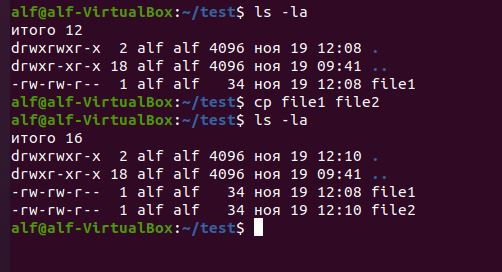 alf@alf-VirtualBox:~/test$ ls -la
итого 12
drwxrwxr-x  2 alf alf 4096 ноя 19 12:08 .
drwxr-xr-x 18 alf alf 4096 ноя 19 09:41 ..
-rw-rw-r--  1 alf alf   34 ноя 19 12:08 file1
alf@alf-VirtualBox:~/test$ cp file1 file2
alf@alf-VirtualBox:~/test$ ls -la
итого 16
drwxrwxr-x  2 alf alf 4096 ноя 19 12:10 .
drwxr-xr-x 18 alf alf 4096 ноя 19 09:41 ..
-rw-rw-r--  1 alf alf   34 ноя 19 12:08 file1
-rw-rw-r--  1 alf alf   34 ноя 19 12:10 file2
alf@alf-VirtualBox:~/test$